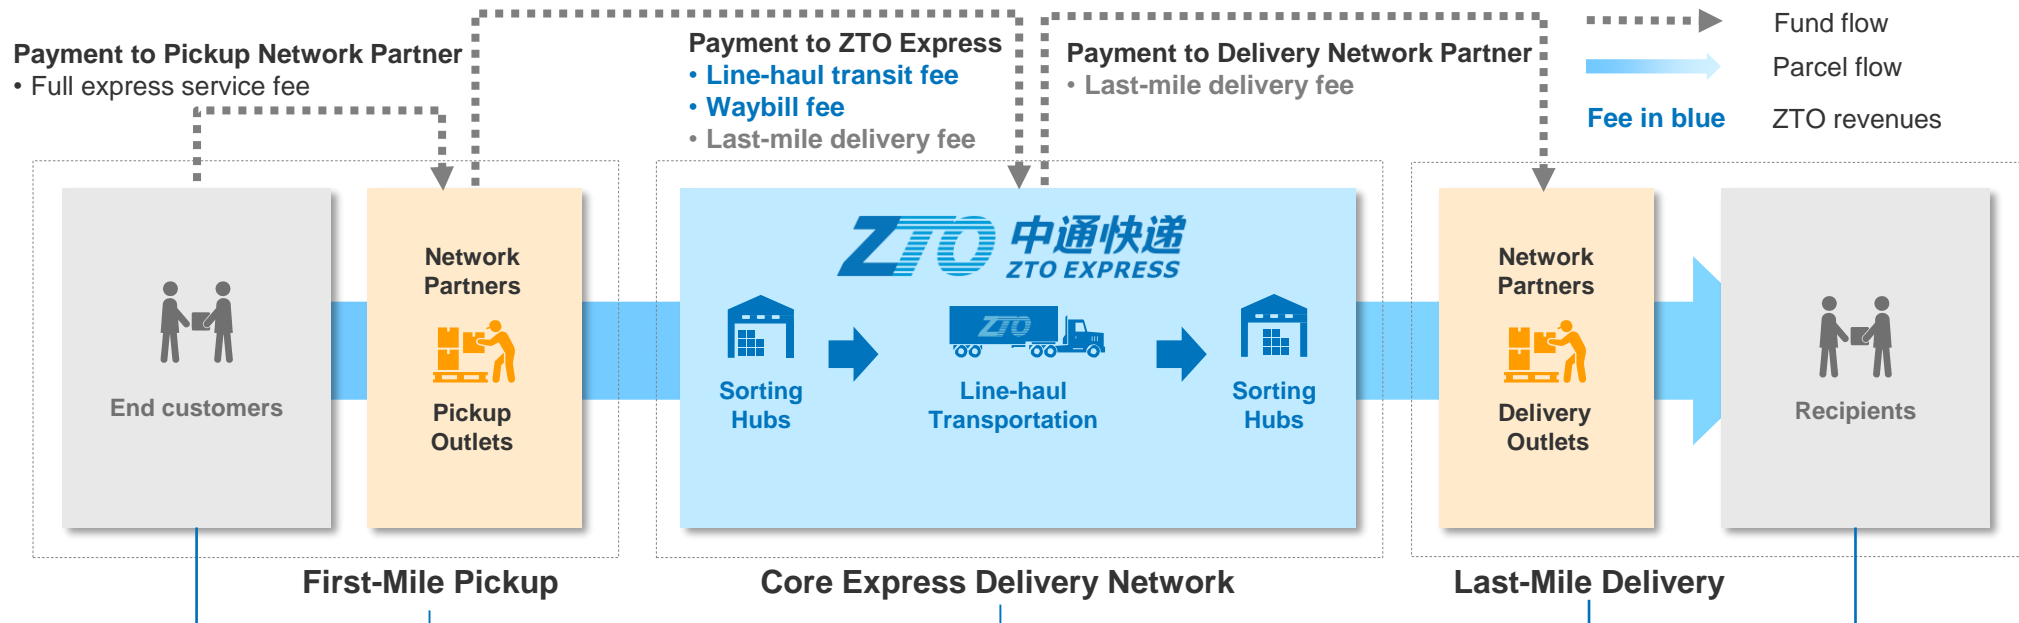 Payment to Pickup Network Partner
• Full express service fee
Payment to ZTO Express
• Line-haul transit fee
• Waybill fee
• Last-mile delivery fee
Payment to Delivery Network Partner
• Last-mile delivery fee
Fund flow
Parcel flow
Fee in blue
ZTO revenues
End customers
Network
Partners
Pickup
Outlets
ZTO 中通快递
ZTO EXPRESS
Sorting
Hubs
ZTO
Line-haul
Transportation
Sorting
Hubs
Network
Partners
Delivery
Outlets
Recipients
First-Mile Pickup
Core Express Delivery Network
Last-Mile Delivery